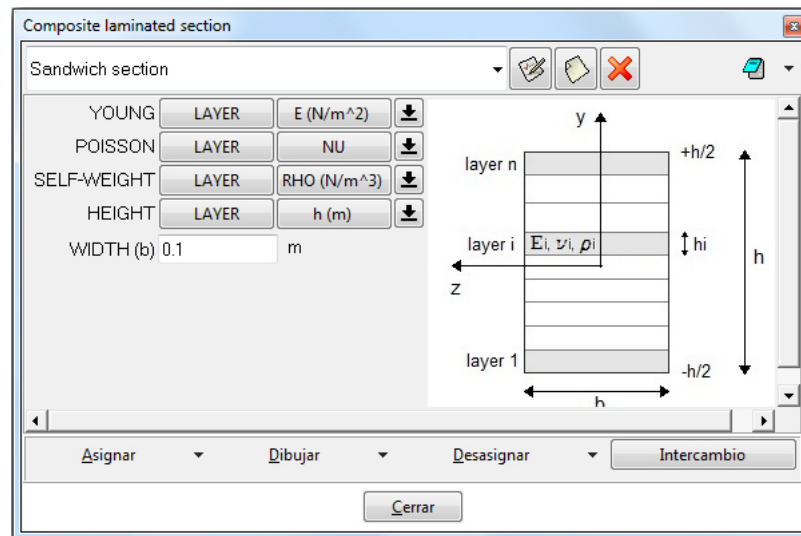 Composite laminated section
Sandwich section
YOUNG LAYER E (N/m^2)
POISSON LAYER NU
SELF-WEIGHT LAYER RHO (N/m^3)
HEIGHT LAYER h (m)
WIDTH (b) 0.1 m
y
layer n +h/2
layer i Ei, νi, ρi hi h
z
layer 1 -h/2
b
Asignar Dibujar Desasignar Intercambio
Cerrar